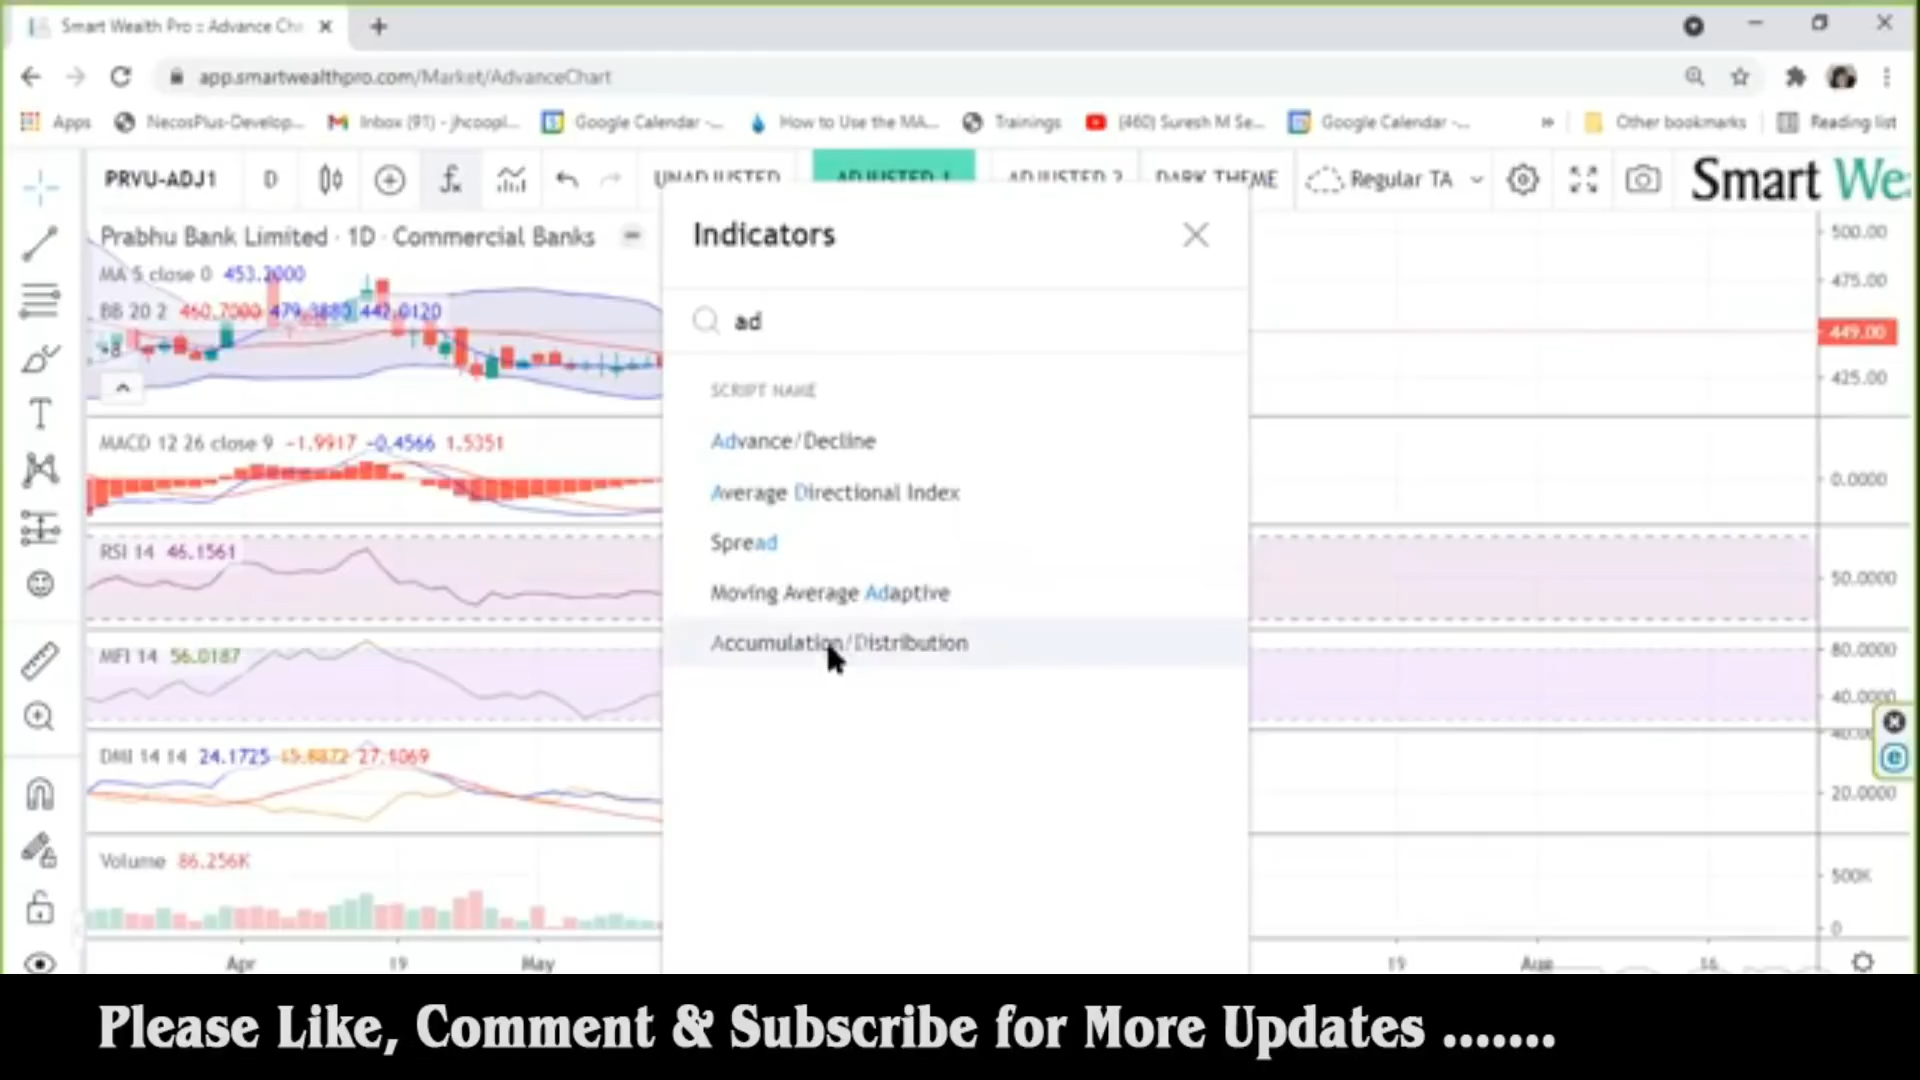 Smart Wealth Pro :: Advance Ch
app.smartwealthpro.com/Market/AdvanceChart
Apps NecosPlus-Develop... Inbox (91) - jhcoopl... Google Calendar -... How to Use the MA... Trainings (460) Suresh M Se... Google Calendar -... » Other bookmarks Reading list
PRVU-ADJ1 D fx UNADJUSTED ADJUSTED 1 ADJUSTED 2 DARK THEME Regular TA Smart We
Prabhu Bank Limited · 1D · Commercial Banks
MA 5 close 0 453.2000
BB 20 2 460.7000 479.3880 442.0120
+8
Indicators
ad
SCRIPT NAME
Advance/Decline
Average Directional Index
Spread
Moving Average Adaptive
Accumulation/Distribution
500.00
475.00
449.00
425.00
MACD 12 26 close 9 -1.9917 -0.4566 1.5351
0.0000
RSI 14 46.1561
50.0000
MFI 14 56.0187
80.0000
40.0000
DMI 14 14 24.1725 15.8872 27.1069
20.0000
Volume 86.256K
500K
0
Apr 19 May 19 Aug 16
Please Like, Comment & Subscribe for More Updates .......